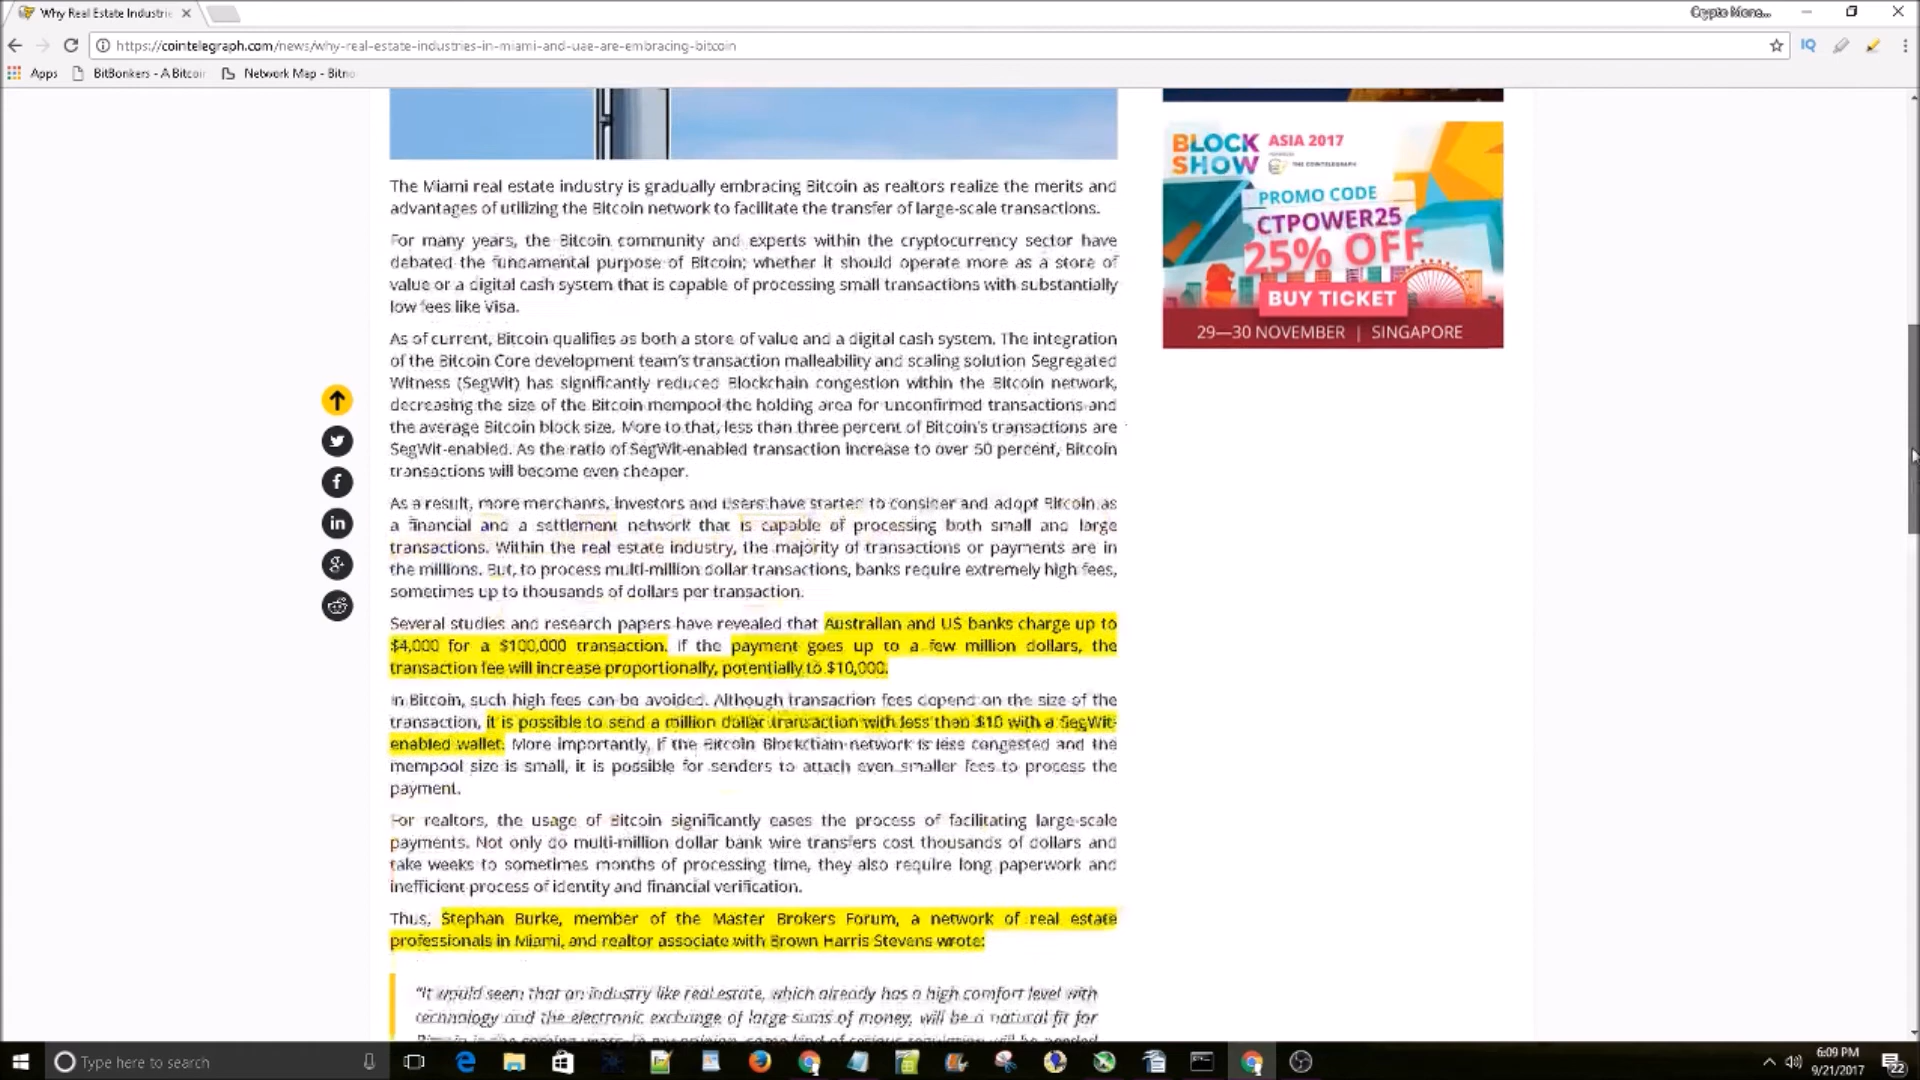 Why Real Estate Industrie
Crypto Mone...
https://cointelegraph.com/news/why-real-estate-industries-in-miami-and-uae-are-embracing-bitcoin
Apps
BitBonkers - A Bitcoin
Network Map - Bitno
The Miami real estate industry is gradually embracing Bitcoin as realtors realize the merits and
advantages of utilizing the Bitcoin network to facilitate the transfer of large-scale transactions.
For many years, the Bitcoin community and experts within the cryptocurrency sector have
debated the fundamental purpose of Bitcoin; whether it should operate more as a store of
value or a digital cash system that is capable of processing small transactions with substantially
low fees like Visa.
As of current, Bitcoin qualifies as both a store of value and a digital cash system. The integration
of the Bitcoin Core development team's transaction malleability and scaling solution Segregated
Witness (SegWit) has significantly reduced Blockchain congestion within the Bitcoin network,
decreasing the size of the Bitcoin mempool the holding area for unconfirmed transactions and
the average Bitcoin block size. More to that, less than three percent of Bitcoin's transactions are
SegWit-enabled. As the ratio of SegWit-enabled transaction increase to over 50 percent, Bitcoin
transactions will become even cheaper.
As a result, more merchants, investors and users have started to consider and adopt Bitcoin as
a financial and a settlement network that is capable of processing both small and large
transactions. Within the real estate industry, the majority of transactions or payments are in
the millions. But, to process multi-million dollar transactions, banks require extremely high fees,
sometimes up to thousands of dollars per transaction.
Several studies and research papers have revealed that Australian and US banks charge up to
$4,000 for a $100,000 transaction. If the payment goes up to a few million dollars, the
transaction fee will increase proportionally, potentially to $10,000.
In Bitcoin, such high fees can be avoided. Although transaction fees depend on the size of the
transaction, it is possible to send a million dollar transaction with less than $10 with a SegWit-
enabled wallet. More importantly, if the Bitcoin Blockchain network is less congested and the
mempool size is small, it is possible for senders to attach even smaller fees to process the
payment.
For realtors, the usage of Bitcoin significantly eases the process of facilitating large-scale
payments. Not only do multi-million dollar bank wire transfers cost thousands of dollars and
take weeks to sometimes months of processing time, they also require long paperwork and
inefficient process of identity and financial verification.
Thus, Stephan Burke, member of the Master Brokers Forum, a network of real estate
professionals in Miami, and realtor associate with Brown Harris Stevens wrote:
"It would seem that an industry like real estate, which already has a high comfort level with
technology and the electronic exchange of large sums of money, will be a natural fit for
BLOCK
SHOW
ASIA 2017
THE COINTELEGRAPH
PROMO CODE
CTPOWER25
25% OFF
BUY TICKET
29—30 NOVEMBER | SINGAPORE
Type here to search
6:09 PM
9/21/2017
22